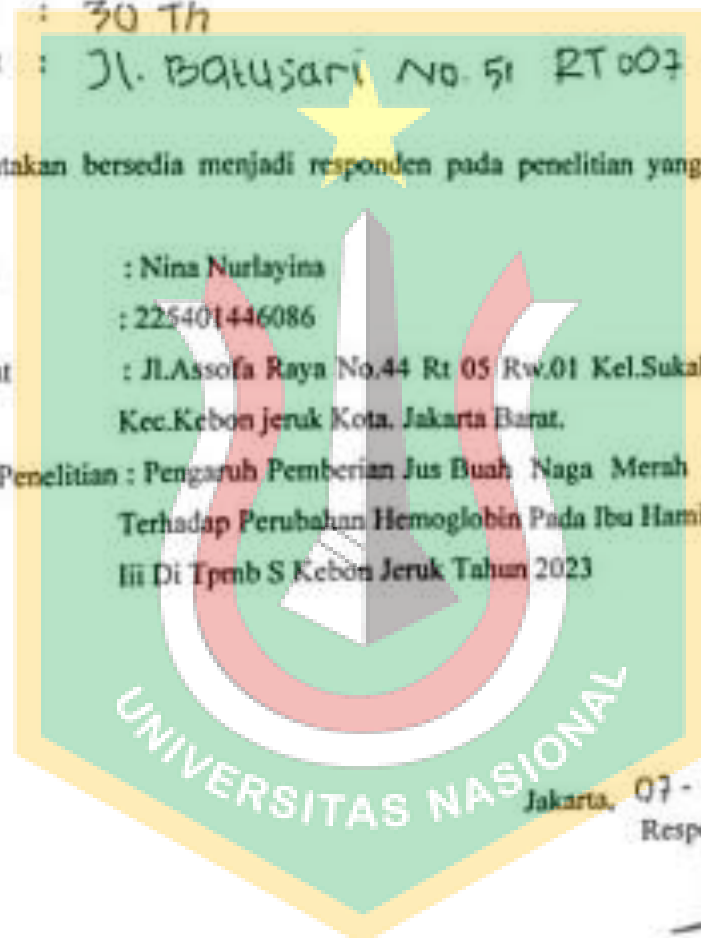 : 30 Th
: Jl. Batusari No. 51 RT 007
takan bersedia menjadi responden pada penelitian yang
: Nina Nurlayina
: 225401446086
at : Jl.Assofa Raya No.44 Rt 05 Rw.01 Kel.Sukab
Kec.Kebon jeruk Kota. Jakarta Barat.
Penelitian : Pengaruh Pemberian Jus Buah Naga Merah
Terhadap Perubahan Hemoglobin Pada Ibu Hami
Iii Di Tpmb S Kebon Jeruk Tahun 2023
UNIVERSITAS NASIONAL
Jakarta, 07 -
Resp